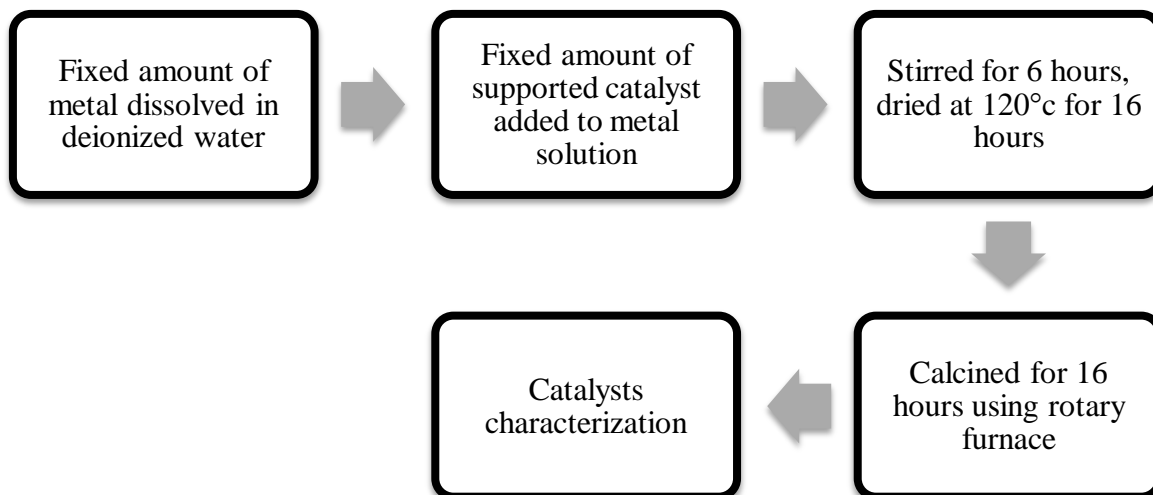 Fixed amount of
metal dissolved in
deionized water
Fixed amount of
supported catalyst
added to metal
solution
Stirred for 6 hours,
dried at 120°c for 16
hours
Calcined for 16
hours using rotary
furnace
Catalysts
characterization